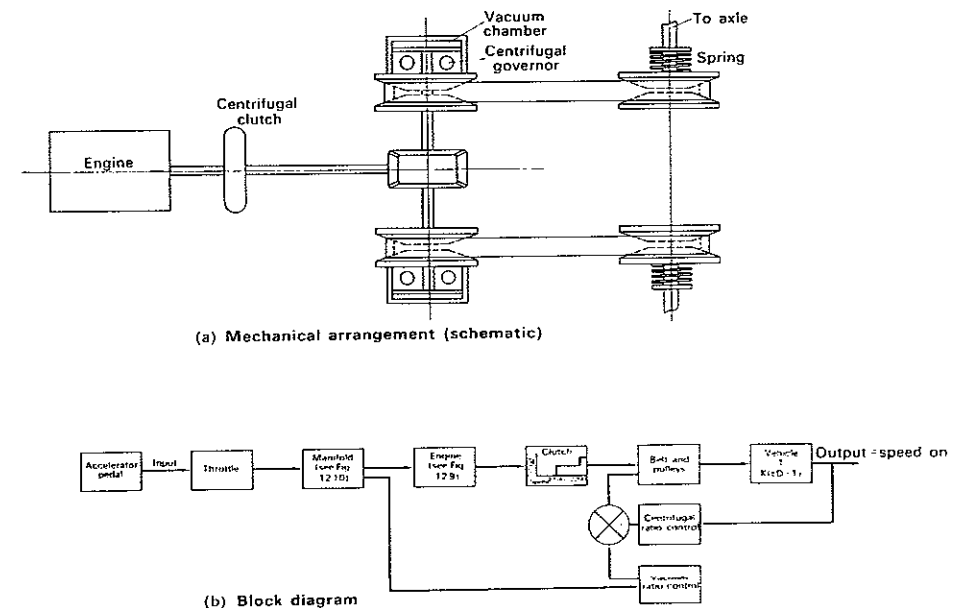 Vacuum
chamber
Centrifugal
governor
To axle
Spring
Centrifugal
clutch
Engine
(a) Mechanical arrangement (schematic)
Accelerator
pedal
Input
Throttle
Manifold
(see Fig
12.10)
Engine
(see Fig
12.9)
Clutch
Belt and
pulleys
Vehicle
Output = speed on
Centrifugal
ratio control
Vacuum
ratio control
(b) Block diagram